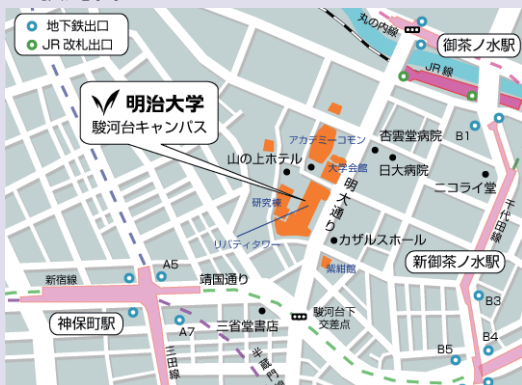 地下鉄出口
JR 改札出口
丸の内線
御茶ノ水駅
JR 線
明治大学
駿河台キャンパス
B1
アカデミーコモン
杏雲堂病院
山の上ホテル
大学会館
日大病院
ニコライ堂
研究棟
明大通り
千代田線
リバティタワー
カザルスホール
新御茶ノ水駅
紫紺館
新宿線
A5
靖国通り
B3
神保町駅
A7
三省堂書店
駿河台下
交差点
B4
B5
三田線
半蔵門